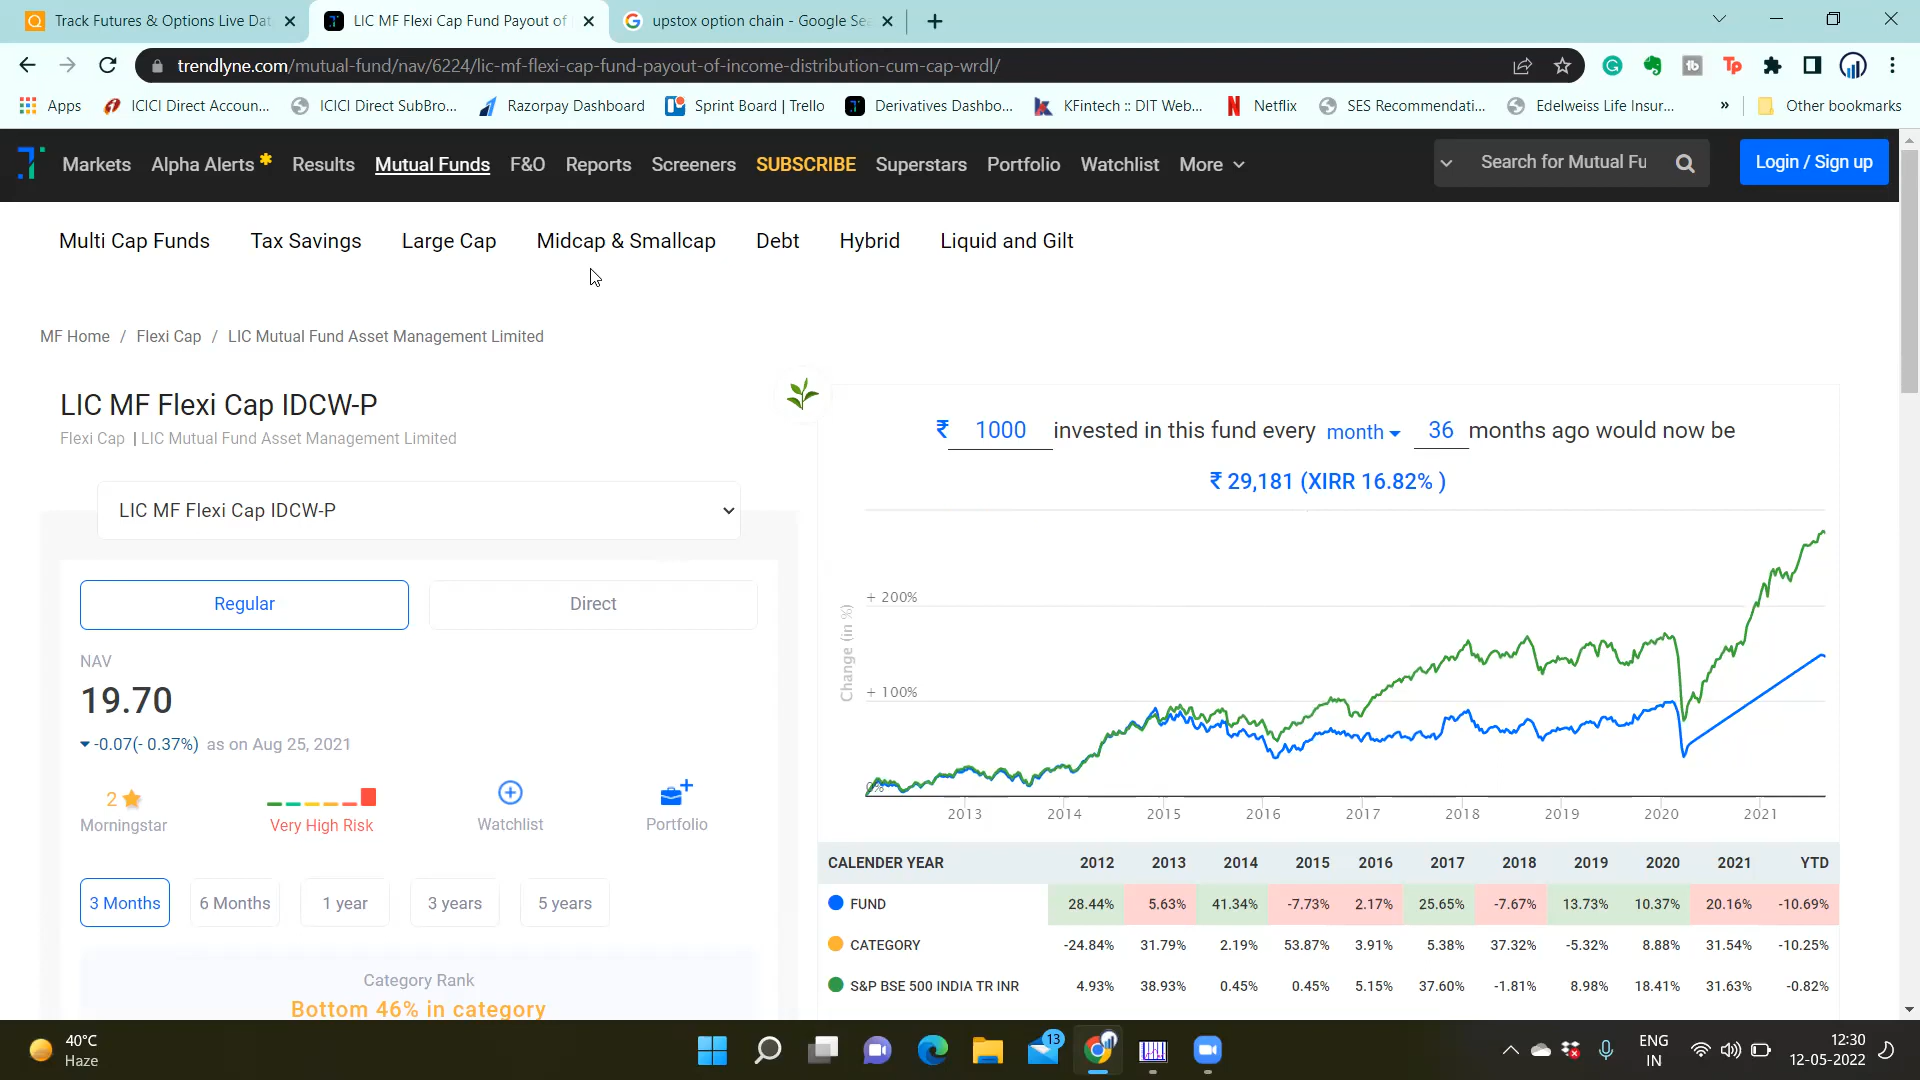 Track Futures & Options Live Dat
LIC MF Flexi Cap Fund Payout of
upstox option chain - Google Sea
trendlyne.com/mutual-fund/nav/6224/lic-mf-flexi-cap-fund-payout-of-income-distribution-cum-cap-wrdl/
Apps
ICICI Direct Accoun...
ICICI Direct SubBro...
Razorpay Dashboard
Sprint Board | Trello
Derivatives Dashbo...
KFintech :: DIT Web...
Netflix
SES Recommendati...
Edelweiss Life Insur...
»
Other bookmarks
Markets
Alpha Alerts
Results
Mutual Funds
F&O
Reports
Screeners
SUBSCRIBE
Superstars
Portfolio
Watchlist
More
Search for Mutual Fu
Login / Sign up
Multi Cap Funds
Tax Savings
Large Cap
Midcap & Smallcap
Debt
Hybrid
Liquid and Gilt
MF Home / Flexi Cap / LIC Mutual Fund Asset Management Limited
LIC MF Flexi Cap IDCW-P
Flexi Cap | LIC Mutual Fund Asset Management Limited
LIC MF Flexi Cap IDCW-P
Regular
Direct
NAV
19.70
-0.07(- 0.37%) as on Aug 25, 2021
2
Morningstar
Very High Risk
Watchlist
Portfolio
3 Months
6 Months
1 year
3 years
5 years
Category Rank
Bottom 46% in category
₹ 1000 invested in this fund every month 36 months ago would now be
₹ 29,181 (XIRR 16.82% )
Change (in %)
+ 200%
+ 100%
0%
2013 2014 2015 2016 2017 2018 2019 2020 2021
CALENDER YEAR 2012 2013 2014 2015 2016 2017 2018 2019 2020 2021 YTD
FUND 28.44% 5.63% 41.34% -7.73% 2.17% 25.65% -7.67% 13.73% 10.37% 20.16% -10.69%
CATEGORY -24.84% 31.79% 2.19% 53.87% 3.91% 5.38% 37.32% -5.32% 8.88% 31.54% -10.25%
S&P BSE 500 INDIA TR INR 4.93% 38.93% 0.45% 0.45% 5.15% 37.60% -1.81% 8.98% 18.41% 31.63% -0.82%
40°C
Haze
13
ENG
IN
12:30
12-05-2022